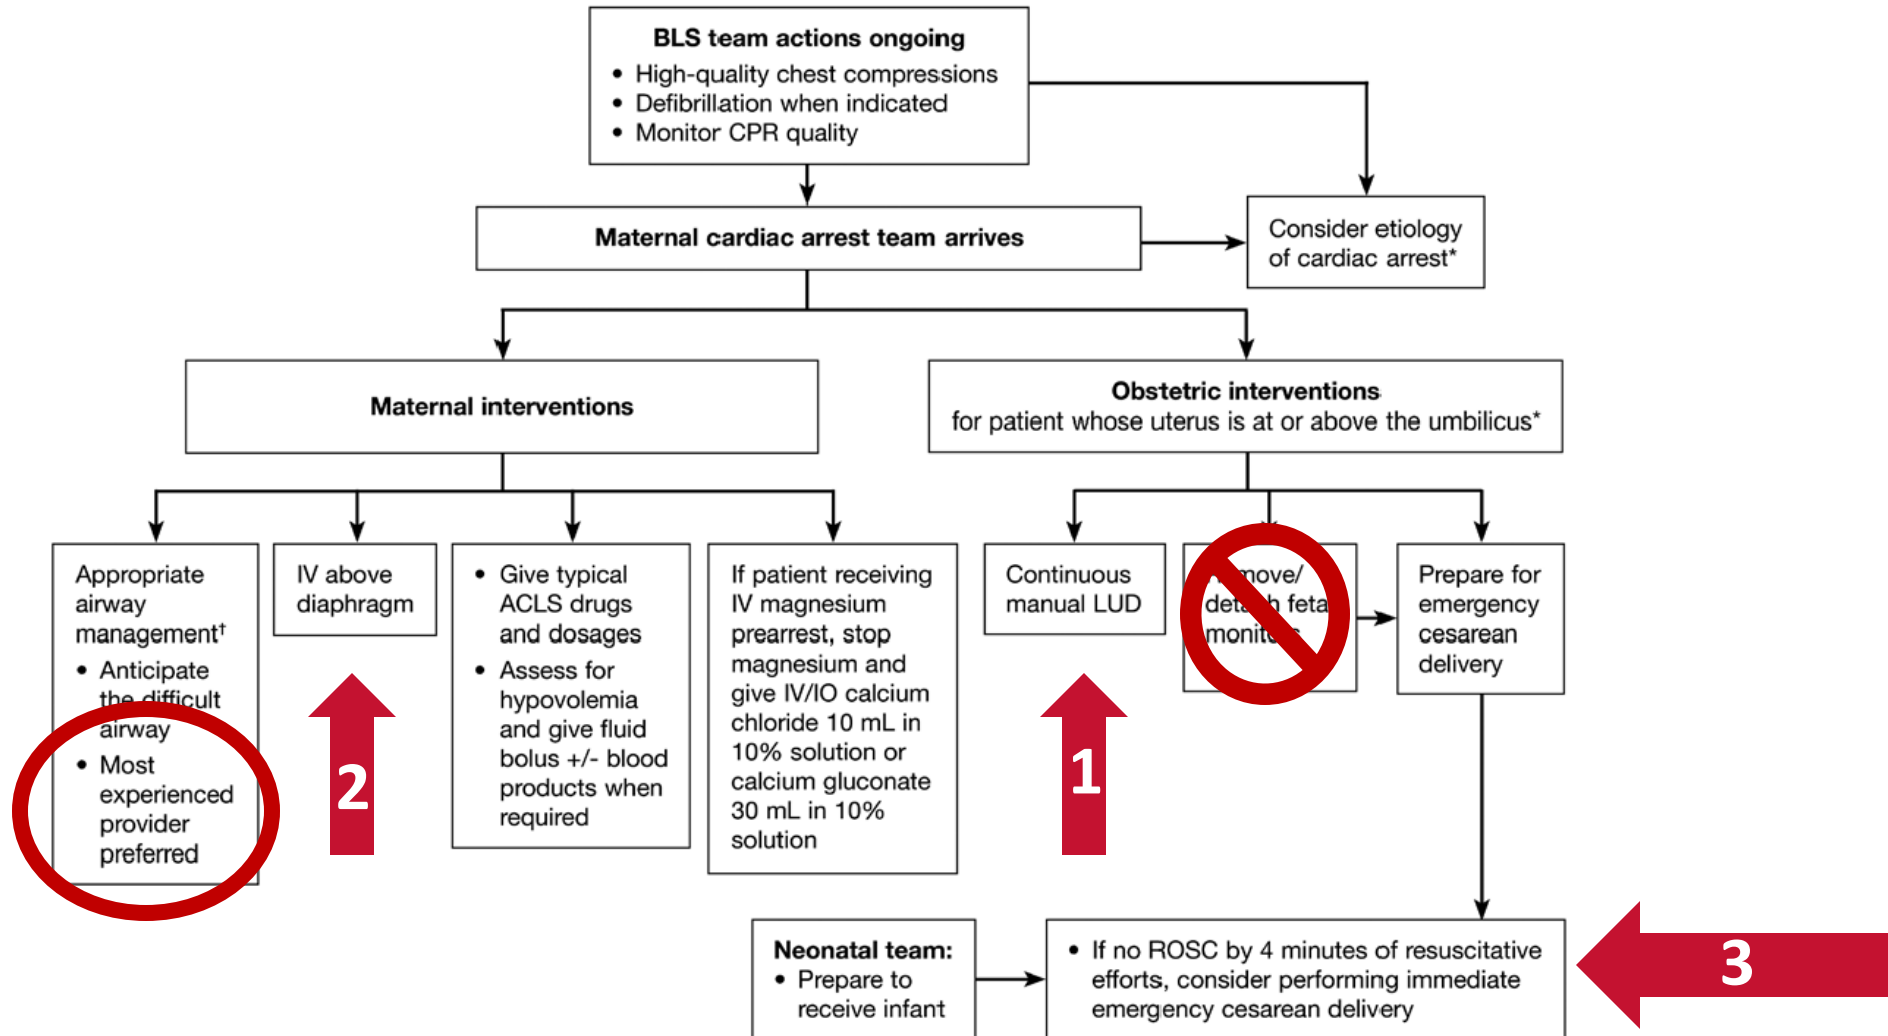 BLS team actions ongoing
• High-quality chest compressions
• Defibrillation when indicated
• Monitor CPR quality
Maternal cardiac arrest team arrives
Consider etiology
of cardiac arrest*
Maternal interventions
Obstetric interventions
for patient whose uterus is at or above the umbilicus*
Appropriate
airway
management†
• Anticipate
the difficult
airway
• Most
experienced
provider
preferred
IV above
diaphragm
2
• Give typical
ACLS drugs
and dosages
• Assess for
hypovolemia
and give fluid
bolus +/- blood
products when
required
If patient receiving
IV magnesium
prearrest, stop
magnesium and
give IV/IO calcium
chloride 10 mL in
10% solution or
calcium gluconate
30 mL in 10%
solution
Continuous
manual LUD
1
Remove/
detach fetal
monitors
Prepare for
emergency
cesarean
delivery
Neonatal team:
• Prepare to
receive infant
• If no ROSC by 4 minutes of resuscitative
efforts, consider performing immediate
emergency cesarean delivery
3